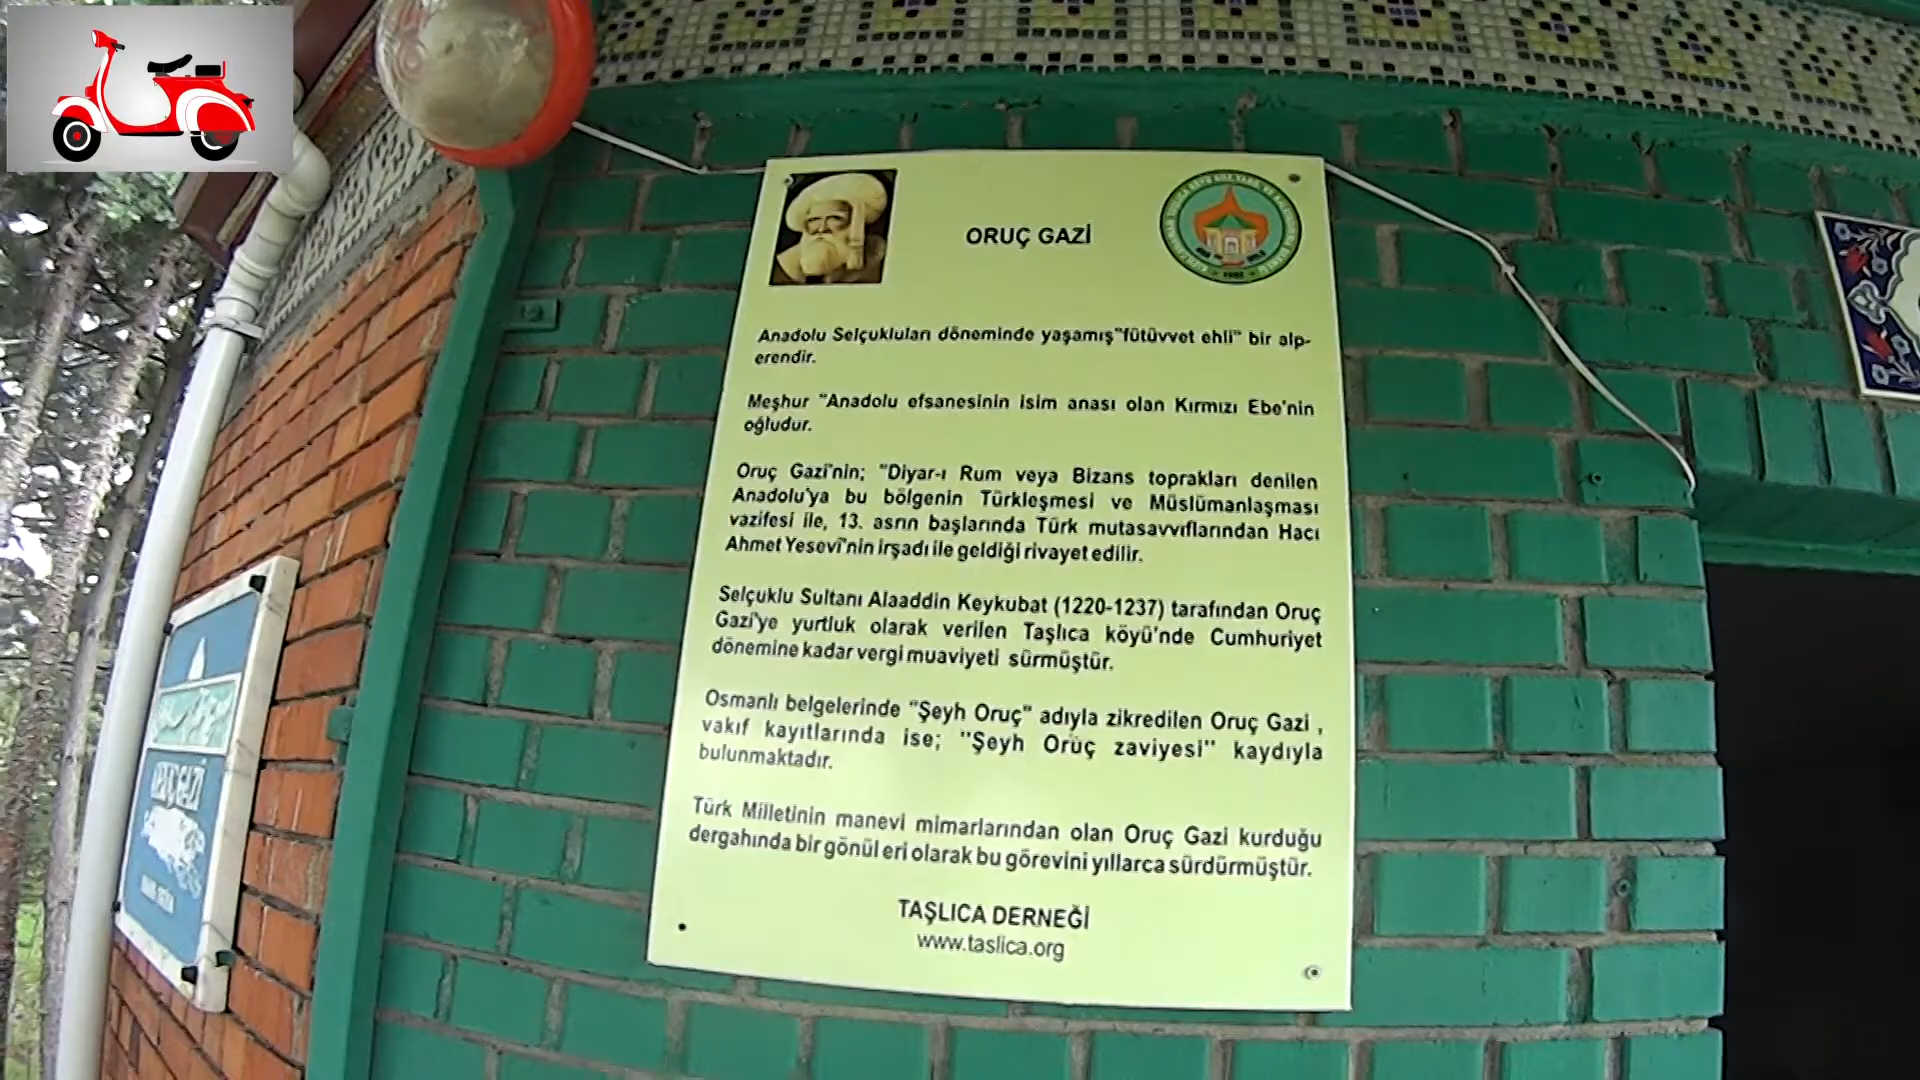 ORUÇ GAZİ
Anadolu Selçukluları döneminde yaşamış"fütüvvet ehli" bir alp-
erendir.
Meşhur "Anadolu efsanesinin isim anası olan Kırmızı Ebe'nin
oğludur.
Oruç Gazi'nin; "Diyar-ı Rum veya Bizans toprakları denilen
Anadolu'ya bu bölgenin Türkleşmesi ve Müslümanlaşması
vazifesi ile, 13. asrın başlarında Türk mutasavvıflarından Hacı
Ahmet Yesevî'nin irşadı ile geldiği rivayet edilir.
Selçuklu Sultanı Alaaddin Keykubat (1220-1237) tarafından Oruç
Gazi'ye yurtluk olarak verilen Taşlıca köyü'nde Cumhuriyet
dönemine kadar vergi muaviyeti sürmüştür.
Osmanlı belgelerinde "Şeyh Oruç" adıyla zikredilen Oruç Gazi ,
vakıf kayıtlarında ise; "Şeyh Oruç zaviyesi" kaydıyla
bulunmaktadır.
Türk Milletinin manevi mimarlarından olan Oruç Gazi kurduğu
dergahında bir gönül eri olarak bu görevini yıllarca sürdürmüştür.
TAŞLICA DERNEĞİ
www.taslica.org
ORUÇ GAZİ